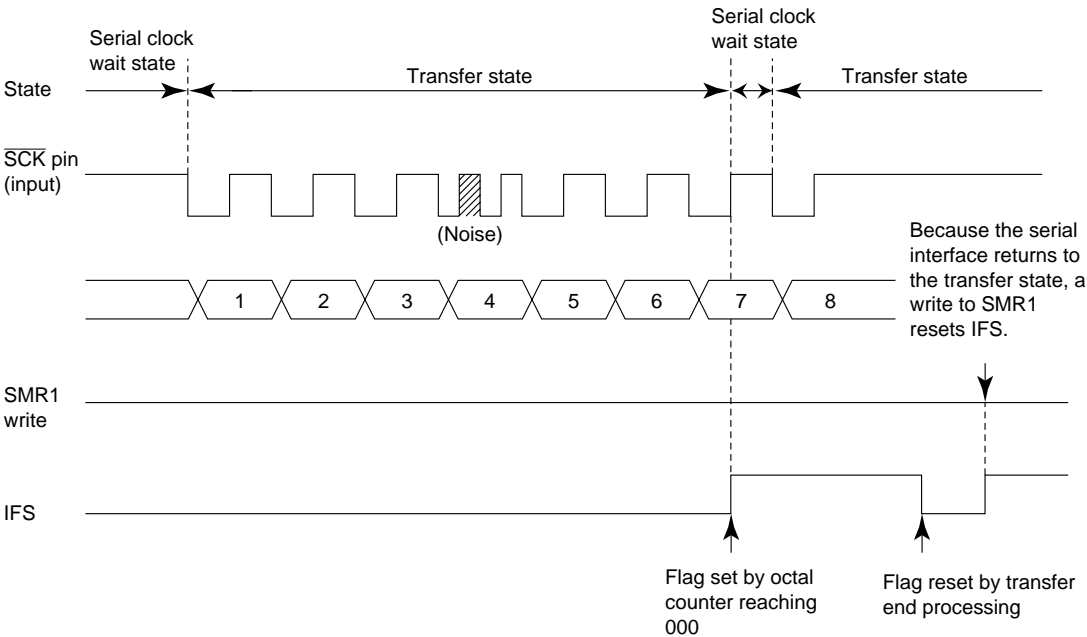 Serial clock
wait state
Serial clock
wait state
State
Transfer state
Transfer state
SCK pin
(input)
(Noise)
1 2 3 4 5 6 7 8
Because the serial
interface returns to
the transfer state, a
write to SMR1
resets IFS.
SMR1
write
IFS
Flag set by octal
counter reaching
000
Flag reset by transfer
end processing